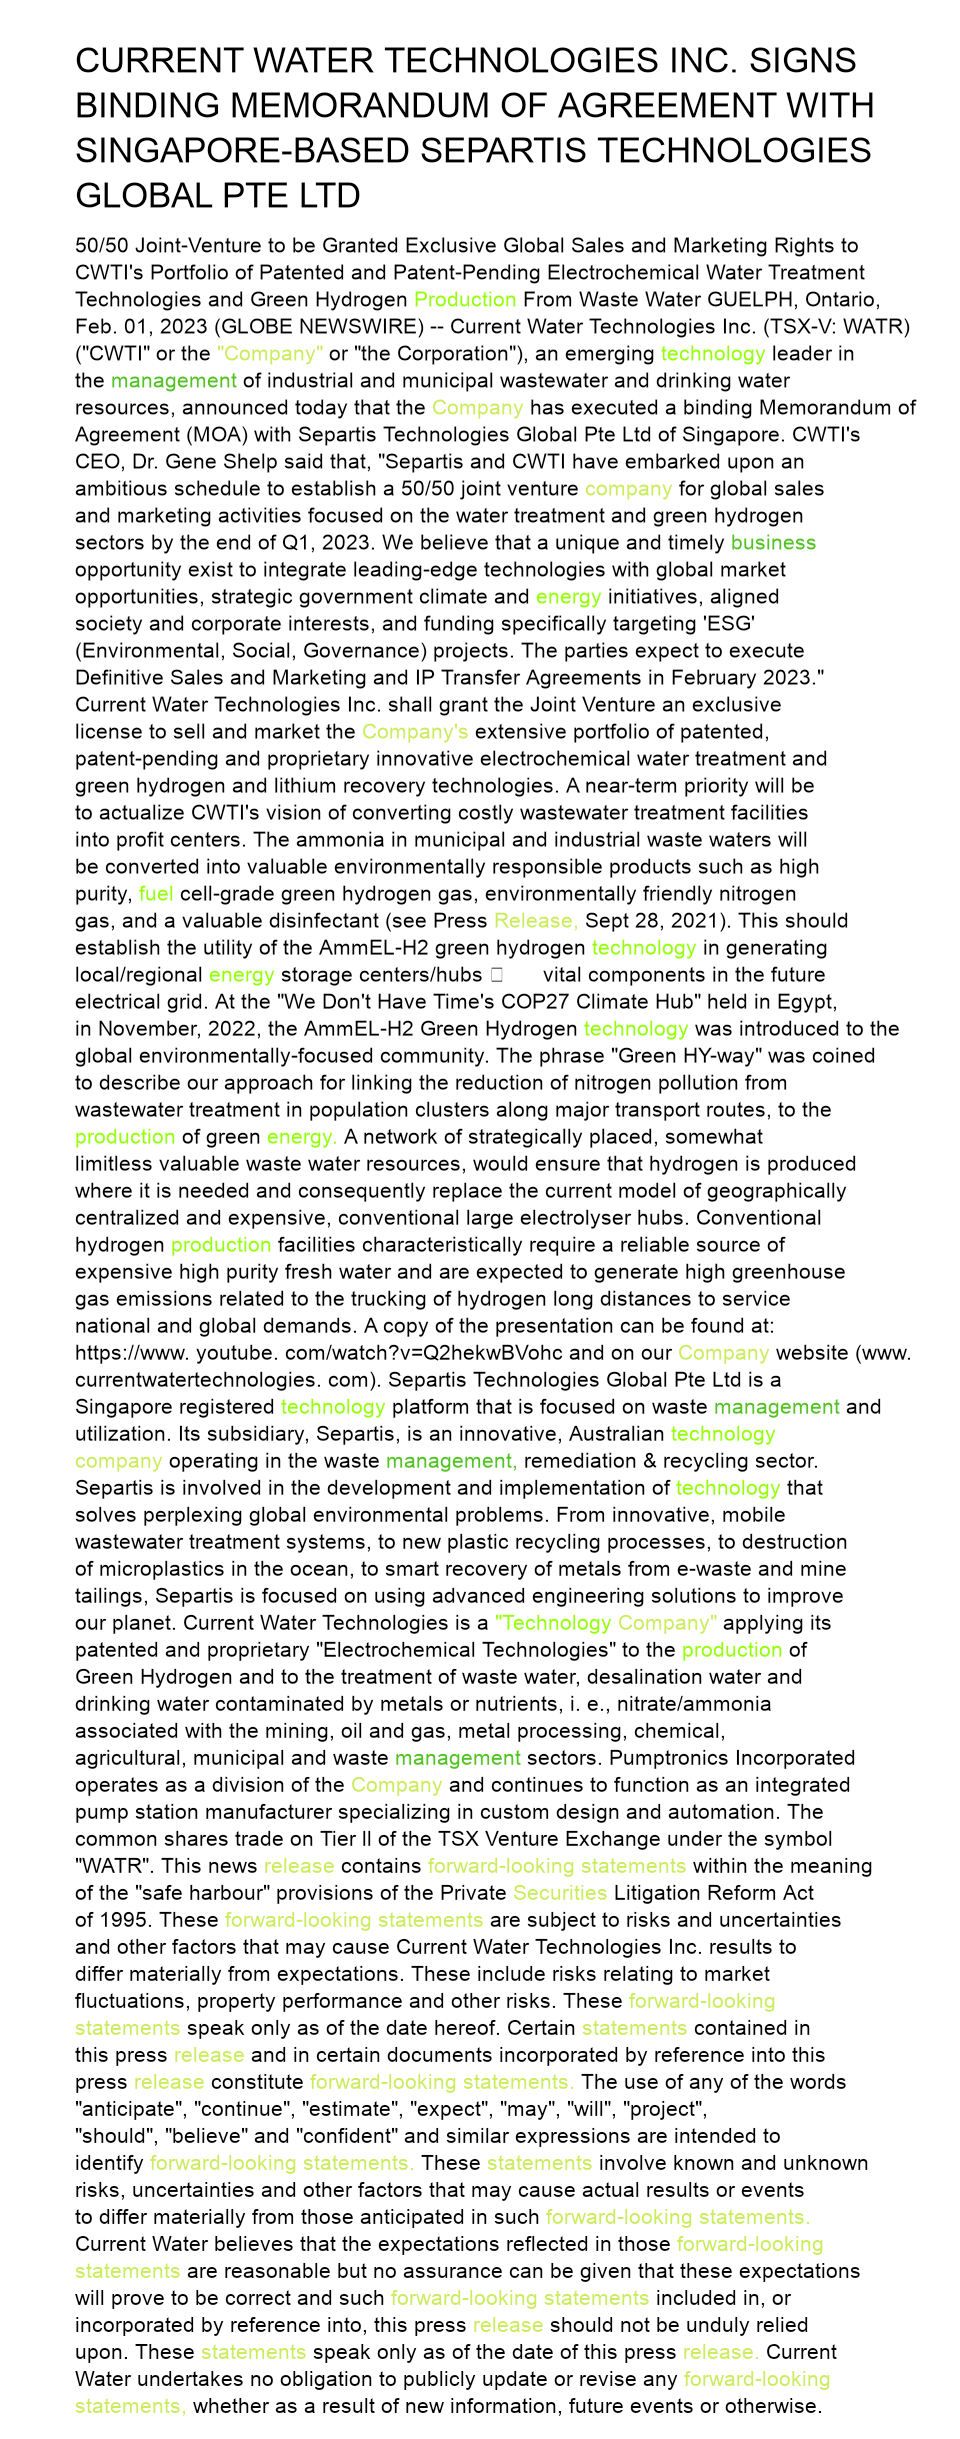 CURRENT WATER TECHNOLOGIES INC. SIGNS
BINDING MEMORANDUM OF AGREEMENT WITH
SINGAPORE-BASED SEPARTIS TECHNOLOGIES
GLOBAL PTE LTD
50/50 Joint-Venture to be Granted Exclusive Global Sales and Marketing Rights to
CWTI's Portfolio of Patented and Patent-Pending Electrochemical Water Treatment
Technologies and Green Hydrogen Production From Waste Water GUELPH, Ontario,
Feb. 01, 2023 (GLOBE NEWSWIRE) -- Current Water Technologies Inc. (TSX-V: WATR)
("CWTI" or the "Company" or "the Corporation"), an emerging technology leader in
the management of industrial and municipal wastewater and drinking water
resources, announced today that the Company has executed a binding Memorandum of
Agreement (MOA) with Separtis Technologies Global Pte Ltd of Singapore. CWTI's
CEO, Dr. Gene Shelp said that, "Separtis and CWTI have embarked upon an
ambitious schedule to establish a 50/50 joint venture company for global sales
and marketing activities focused on the water treatment and green hydrogen
sectors by the end of Q1, 2023. We believe that a unique and timely business
opportunity exist to integrate leading-edge technologies with global market
opportunities, strategic government climate and energy initiatives, aligned
society and corporate interests, and funding specifically targeting 'ESG'
(Environmental, Social, Governance) projects. The parties expect to execute
Definitive Sales and Marketing and IP Transfer Agreements in February 2023."
Current Water Technologies Inc. shall grant the Joint Venture an exclusive
license to sell and market the Company's extensive portfolio of patented,
patent-pending and proprietary innovative electrochemical water treatment and
green hydrogen and lithium recovery technologies. A near-term priority will be
to actualize CWTI's vision of converting costly wastewater treatment facilities
into profit centers. The ammonia in municipal and industrial waste waters will
be converted into valuable environmentally responsible products such as high
purity, fuel cell-grade green hydrogen gas, environmentally friendly nitrogen
gas, and a valuable disinfectant (see Press Release, Sept 28, 2021). This should
establish the utility of the AmmEL-H2 green hydrogen technology in generating
local/regional energy storage centers/hubs vital components in the future
electrical grid. At the "We Don't Have Time's COP27 Climate Hub" held in Egypt,
in November, 2022, the AmmEL-H2 Green Hydrogen technology was introduced to the
global environmentally-focused community. The phrase "Green HY-way" was coined
to describe our approach for linking the reduction of nitrogen pollution from
wastewater treatment in population clusters along major transport routes, to the
production of green energy. A network of strategically placed, somewhat
limitless valuable waste water resources, would ensure that hydrogen is produced
where it is needed and consequently replace the current model of geographically
centralized and expensive, conventional large electrolyser hubs. Conventional
hydrogen production facilities characteristically require a reliable source of
expensive high purity fresh water and are expected to generate high greenhouse
gas emissions related to the trucking of hydrogen long distances to service
national and global demands. A copy of the presentation can be found at:
https://www. youtube. com/watch?v=Q2hekwBVohc and on our Company website (www.
currentwatertechnologies. com). Separtis Technologies Global Pte Ltd is a
Singapore registered technology platform that is focused on waste management and
utilization. Its subsidiary, Separtis, is an innovative, Australian technology
company operating in the waste management, remediation & recycling sector.
Separtis is involved in the development and implementation of technology that
solves perplexing global environmental problems. From innovative, mobile
wastewater treatment systems, to new plastic recycling processes, to destruction
of microplastics in the ocean, to smart recovery of metals from e-waste and mine
tailings, Separtis is focused on using advanced engineering solutions to improve
our planet. Current Water Technologies is a "Technology Company" applying its
patented and proprietary "Electrochemical Technologies" to the production of
Green Hydrogen and to the treatment of waste water, desalination water and
drinking water contaminated by metals or nutrients, i. e., nitrate/ammonia
associated with the mining, oil and gas, metal processing, chemical,
agricultural, municipal and waste management sectors. Pumptronics Incorporated
operates as a division of the Company and continues to function as an integrated
pump station manufacturer specializing in custom design and automation. The
common shares trade on Tier ll of the TSX Venture Exchange under the symbol
"WATR". This news release contains forward-looking statements within the meaning
of the "safe harbour" provisions of the Private Securities Litigation Reform Act
of 1995. These forward-looking statements are subject to risks and uncertainties
and other factors that may cause Current Water Technologies Inc. results to
differ materially from expectations. These include risks relating to market
fluctuations, property performance and other risks. These forward-looking
statements speak only as of the date hereof. Certain statements contained in
this press release and in certain documents incorporated by reference into this
press release constitute forward-looking statements. The use of any of the words
"anticipate", "continue", "estimate", "expect", "may", "will", "project",
"should", "believe" and "confident" and similar expressions are intended to
identify forward-looking statements. These statements involve known and unknown
risks, uncertainties and other factors that may cause actual results or events
to differ materially from those anticipated in such forward-looking statements.
Current Water believes that the expectations reflected in those forward-looking
statements are reasonable but no assurance can be given that these expectations
will prove to be correct and such forward-looking statements included in, or
incorporated by reference into, this press release should not be unduly relied
upon. These statements speak only as of the date of this press release. Current
Water undertakes no obligation to publicly update or revise any forward-looking
statements, whether as a result of new information, future events or otherwise.